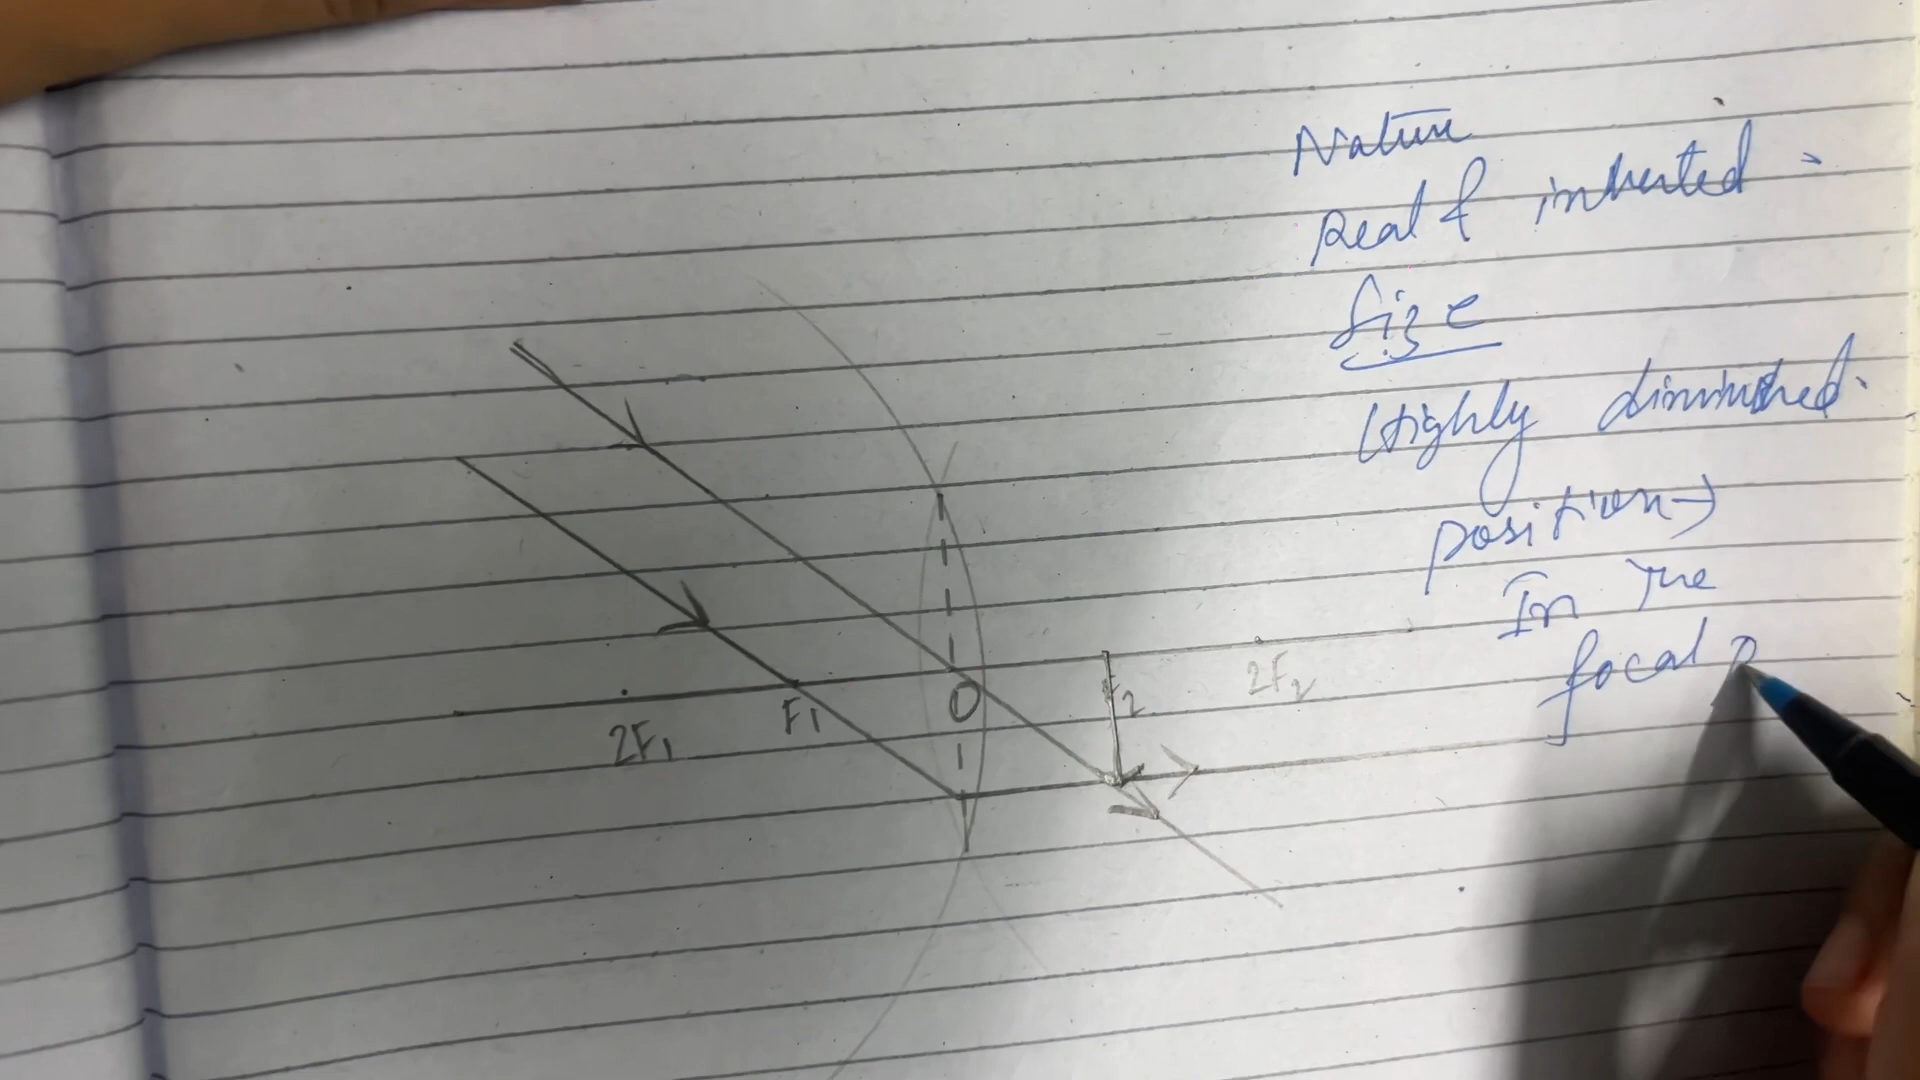 Nature
Real & inverted
Size
Highly diminished.
position→
In the
focal p
2F1
F1
O
F2
2F2